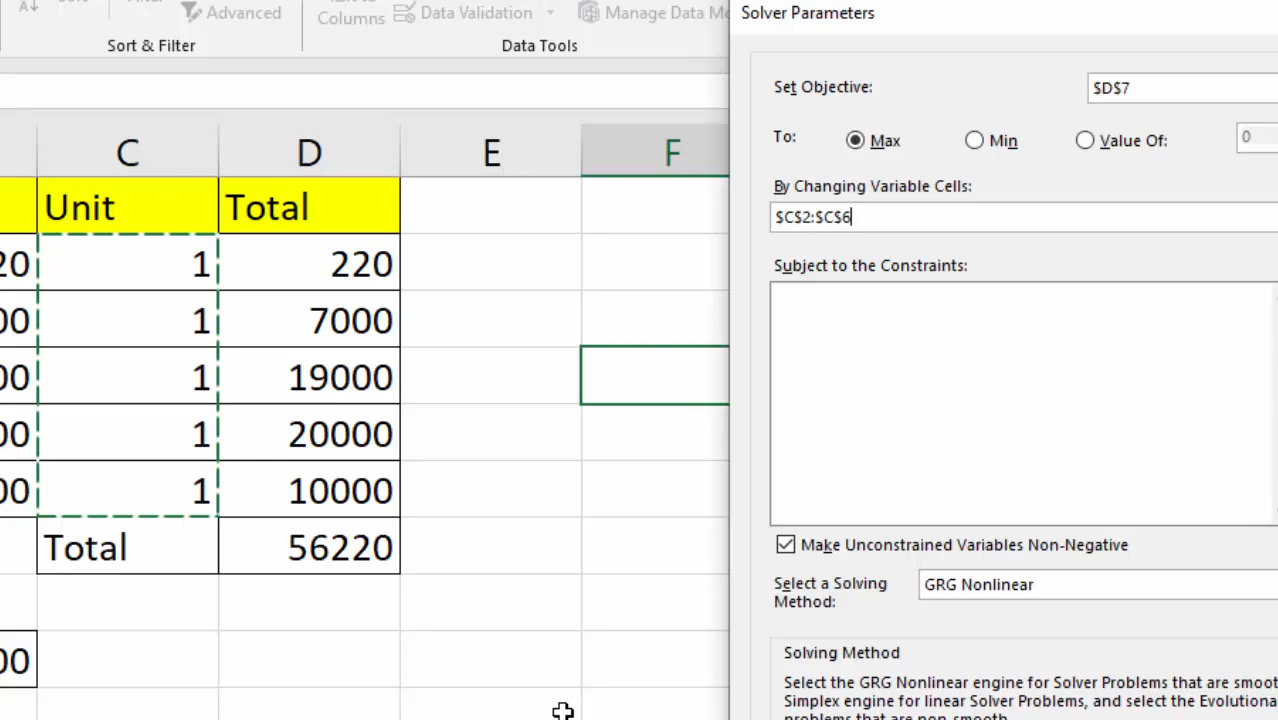 Advanced
Columns
Data Validation
Manage Data Mo
Sort & Filter
Data Tools
C D E F
Unit Total
20 1 220
00 1 7000
00 1 19000
00 1 20000
00 1 10000
Total 56220
00
Solver Parameters
Set Objective: $D$7
To: Max Min Value Of: 0
By Changing Variable Cells:
$C$2:$C$6
Subject to the Constraints:
Make Unconstrained Variables Non-Negative
Select a Solving
Method:
GRG Nonlinear
Solving Method
Select the GRG Nonlinear engine for Solver Problems that are smoot
Simplex engine for linear Solver Problems, and select the Evolutiona
problems that are non-smooth